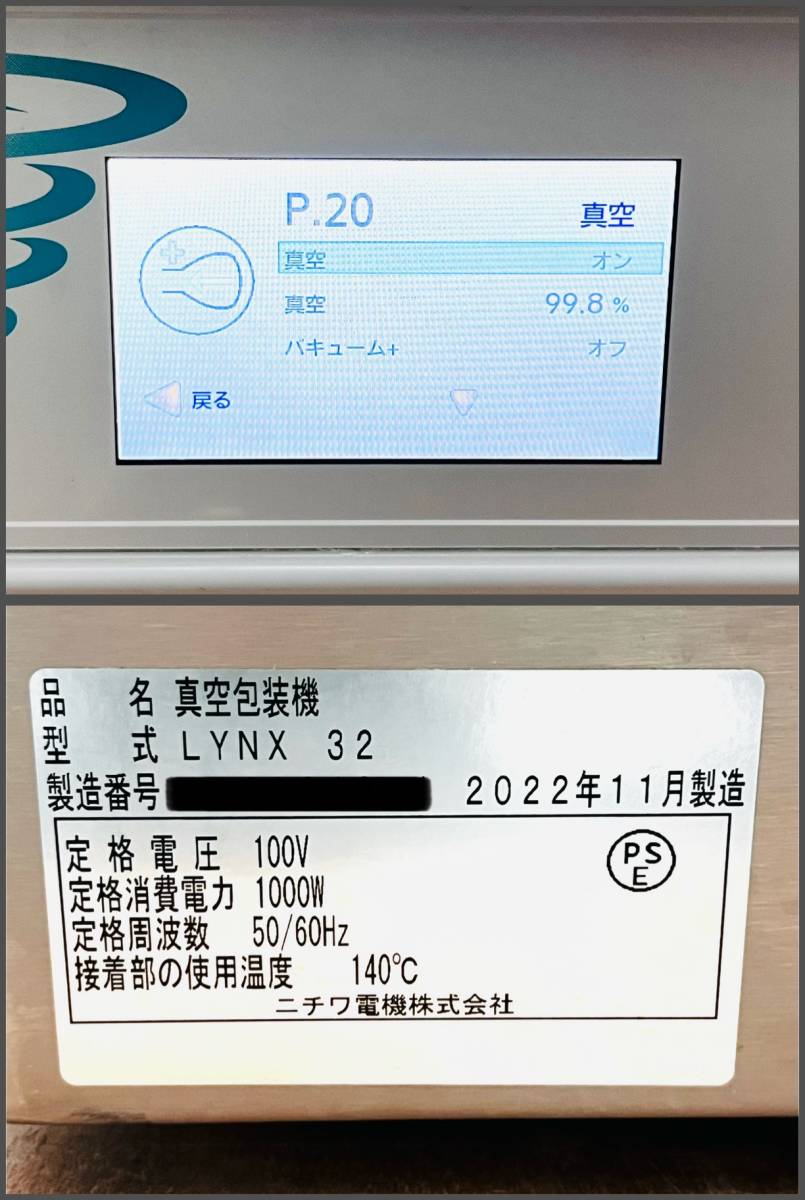 P.20 真空
真空 オン
真空 99.8 %
バキューム+ オフ
戻る
品 名 真空包装機
型 式 LYNX 32
製造番号 2022年11月製造
定格電圧 100V
PSE
定格消費電力 1000W
定格周波数 50/60Hz
接着部の使用温度 140℃
ニチワ電機株式会社